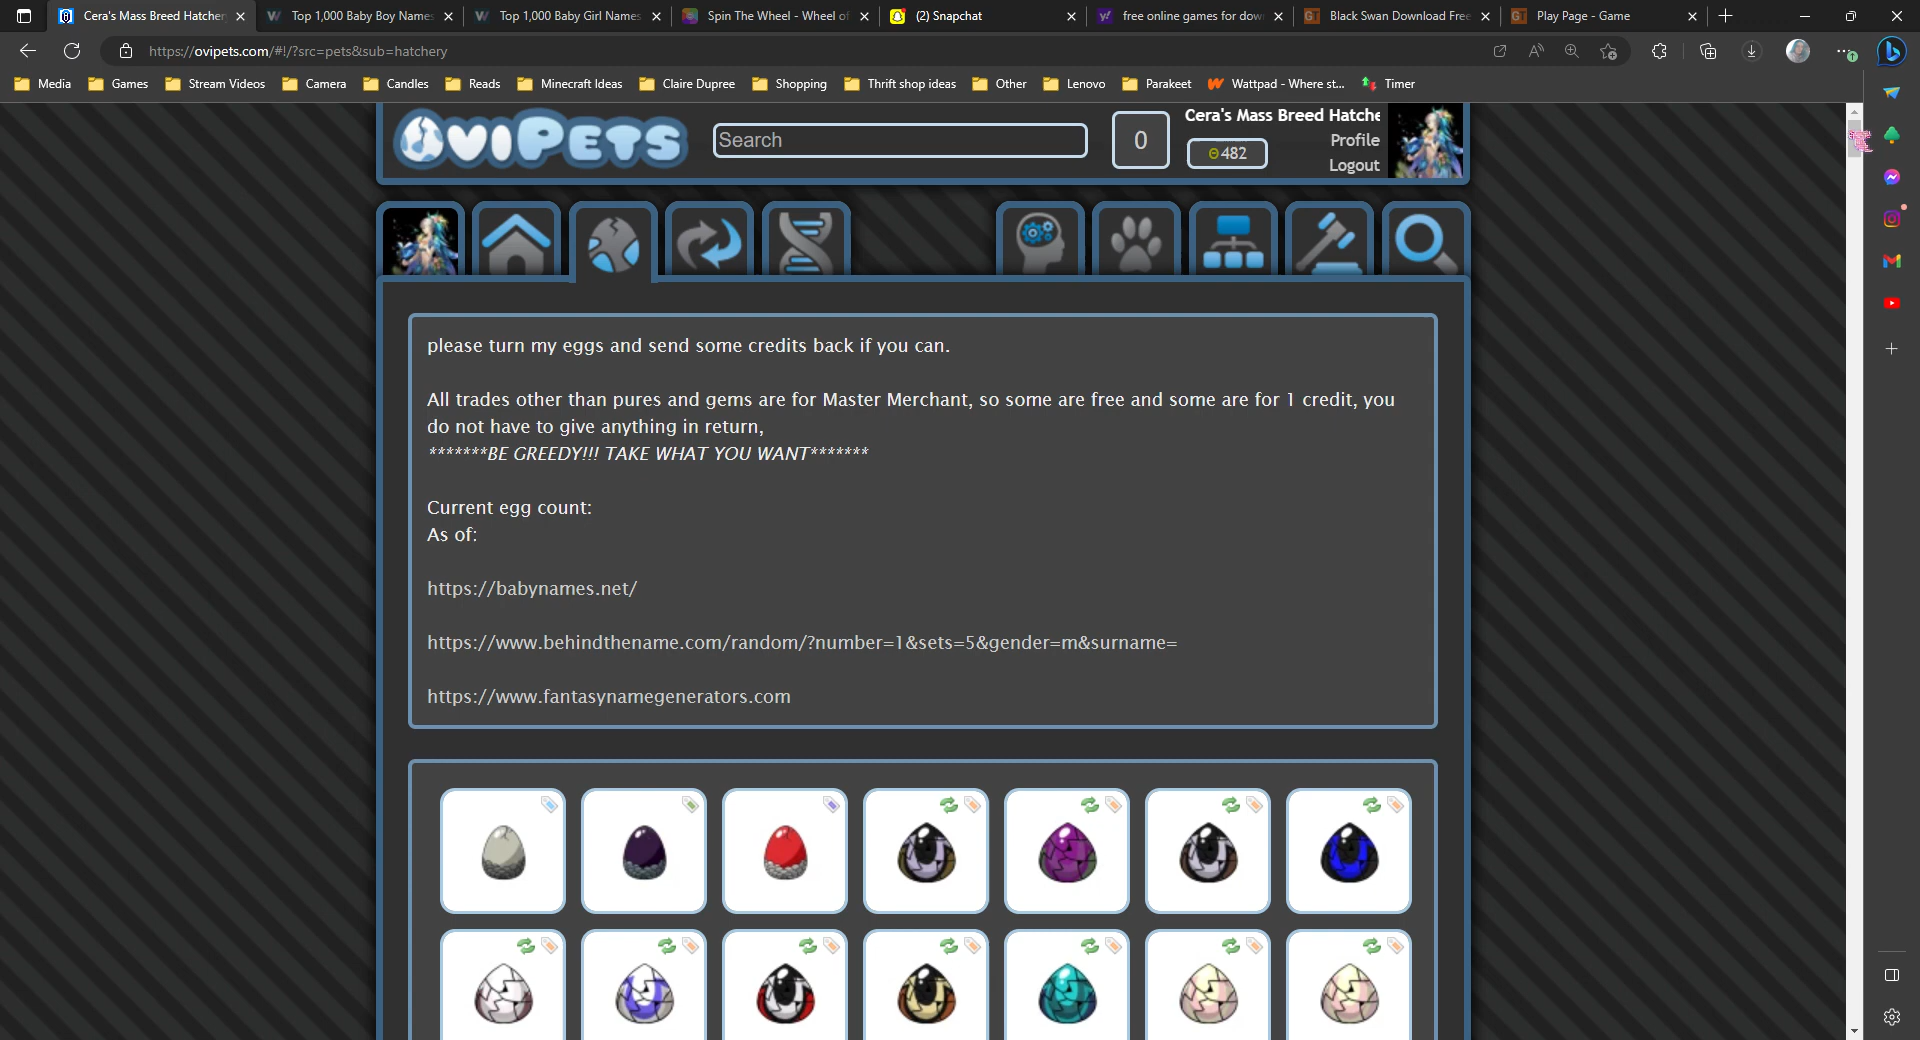 Cera's Mass Breed Hatcher
Top 1,000 Baby Boy Names
Top 1,000 Baby Girl Names
Spin The Wheel - Wheel of
(2) Snapchat
free online games for dow
Black Swan Download Free
Play Page - Game
https://ovipets.com/#!/?src=pets&sub=hatchery
Media
Games
Stream Videos
Camera
Candles
Reads
Minecraft Ideas
Claire Dupree
Shopping
Thrift shop ideas
Other
Lenovo
Parakeet
Wattpad - Where st...
Timer
OviPets
Search
0
Cera's Mass Breed Hatche
482
Profile
Logout
please turn my eggs and send some credits back if you can.
All trades other than pures and gems are for Master Merchant, so some are free and some are for 1 credit, you
do not have to give anything in return,
*******BE GREEDY!!! TAKE WHAT YOU WANT*******
Current egg count:
As of:
https://babynames.net/
https://www.behindthename.com/random/?number=1&sets=5&gender=m&surname=
https://www.fantasynamegenerators.com